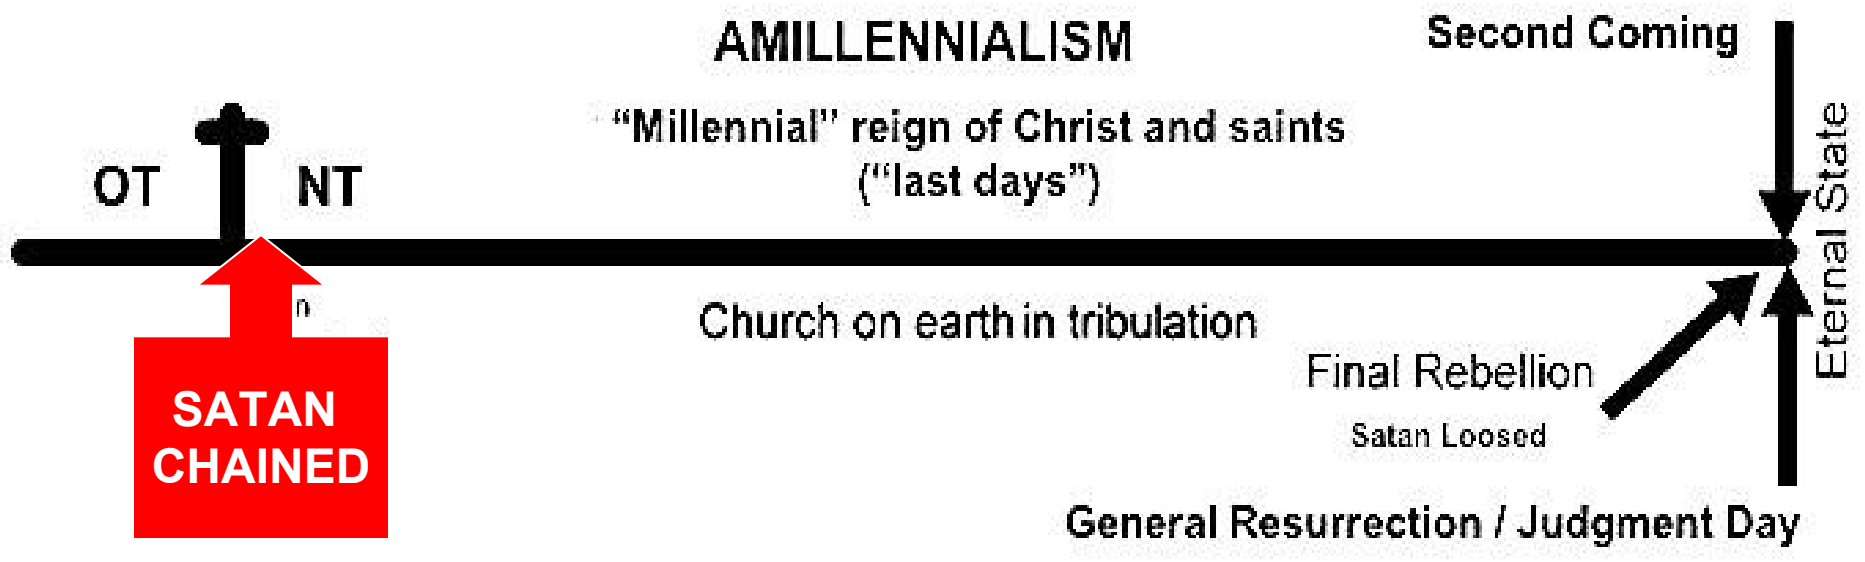 AMILLENNIALISM
Second Coming
“Millennial” reign of Christ and saints
(“last days”)
OT
NT
Eternal State
n
Church on earth in tribulation
Final Rebellion
Satan Loosed
SATAN
CHAINED
General Resurrection / Judgment Day